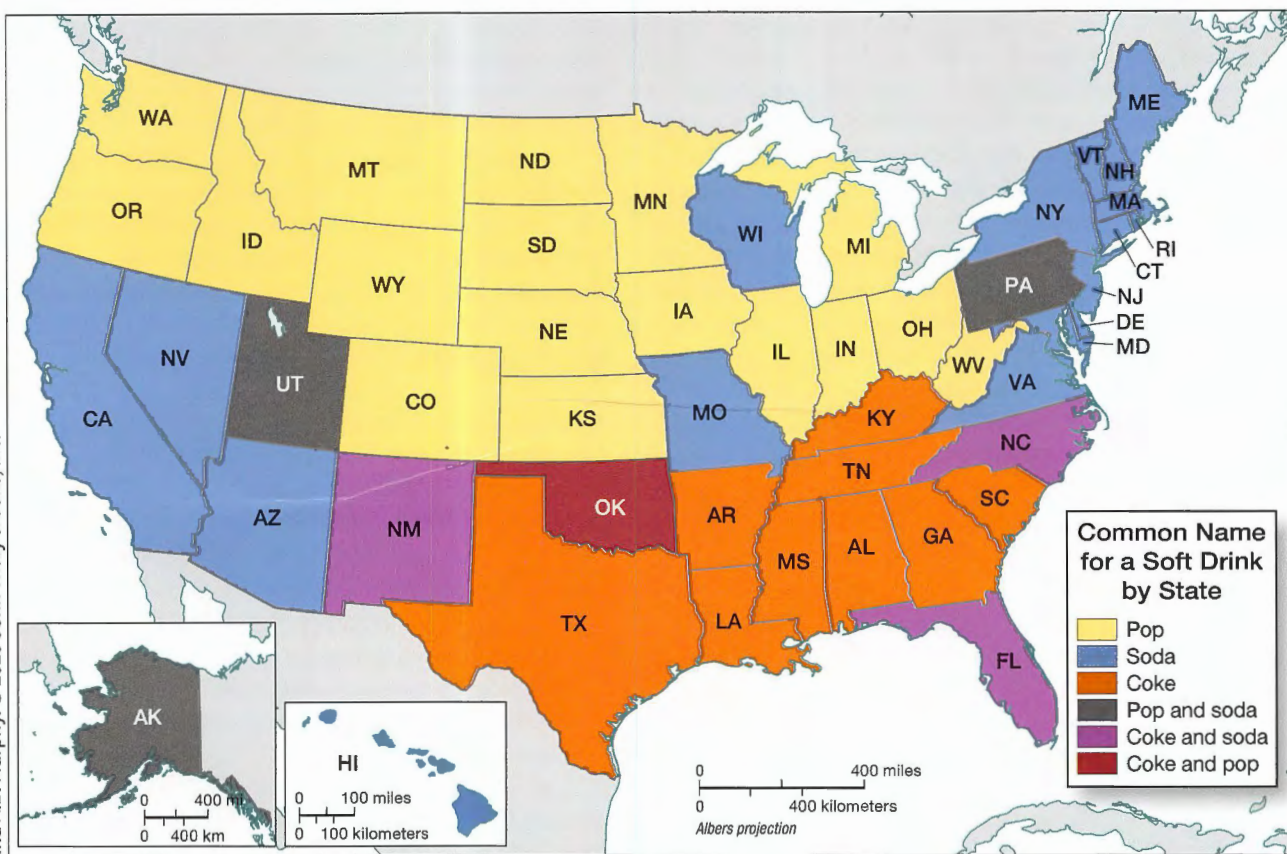 WA
OR
ID
MT
ND
SD
MN
WI
MI
WY
NE
IA
IL
IN
OH
PA
NY
VT
NH
ME
MA
RI
CT
NJ
DE
MD
WV
VA
NV
CA
UT
CO
KS
MO
KY
TN
NC
SC
AZ
NM
OK
AR
TX
LA
MS
AL
GA
FL
AK
0 400 mi
0 400 km
HI
0 100 miles
0 100 kilometers
0 400 miles
0 400 kilometers
Albers projection
Common Name
for a Soft Drink
by State
Pop
Soda
Coke
Pop and soda
Coke and soda
Coke and pop